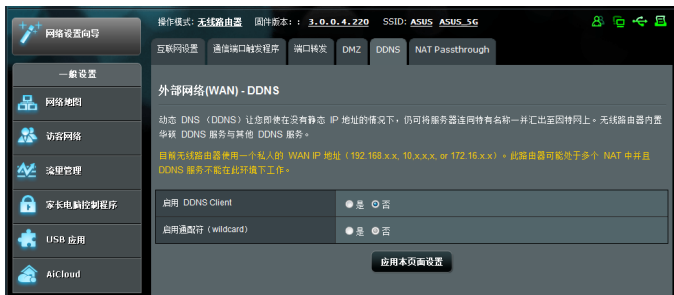 网络设置向导
操作模式: 无线路由器 固件版本: : 3.0.0.4.220 SSID: ASUS ASUS_5G
互联网设置 通信端口触发程序 端口转发 DMZ DDNS NAT Passthrough
一般设置
网络地图
访客网络
流量管理
家长电脑控制程序
USB 应用
AiCloud
外部网络(WAN) - DDNS
动态 DNS （DDNS）让您即使在没有静态 IP 地址的情况下，仍可将服务器连同特有名称一并汇出至因特网上。无线路由器内置
华硕 DDNS 服务与其他 DDNS 服务。
目前无线路由器使用一个私人的 WAN IP 地址（192.168.x.x, 10,x,x,x, or 172.16.x.x）。此路由器可能处于多个 NAT 中并且
DDNS 服务不能在此环境下工作。
启用 DDNS Client 是 否
启用通配符（wildcard） 是 否
应用本页面设置